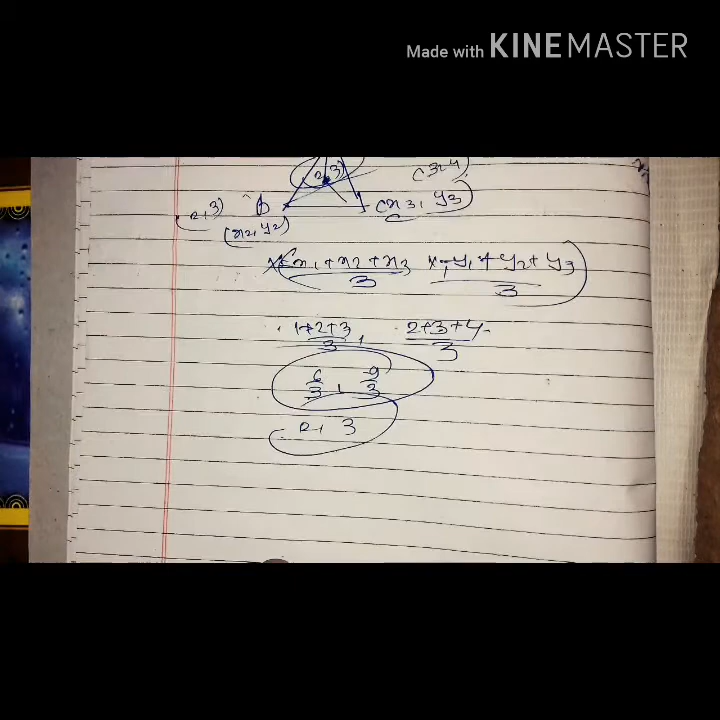 Made with KINEMASTER
(2,3) (3,4)
2,3) b (x3, y3)
(x2, y2)
x1 + x2 + x3 / 3 y1 + y2 + y3 / 3
1+2+3 / 3 , 2+3+4 / 3
6/3 , 9/3
2, 3